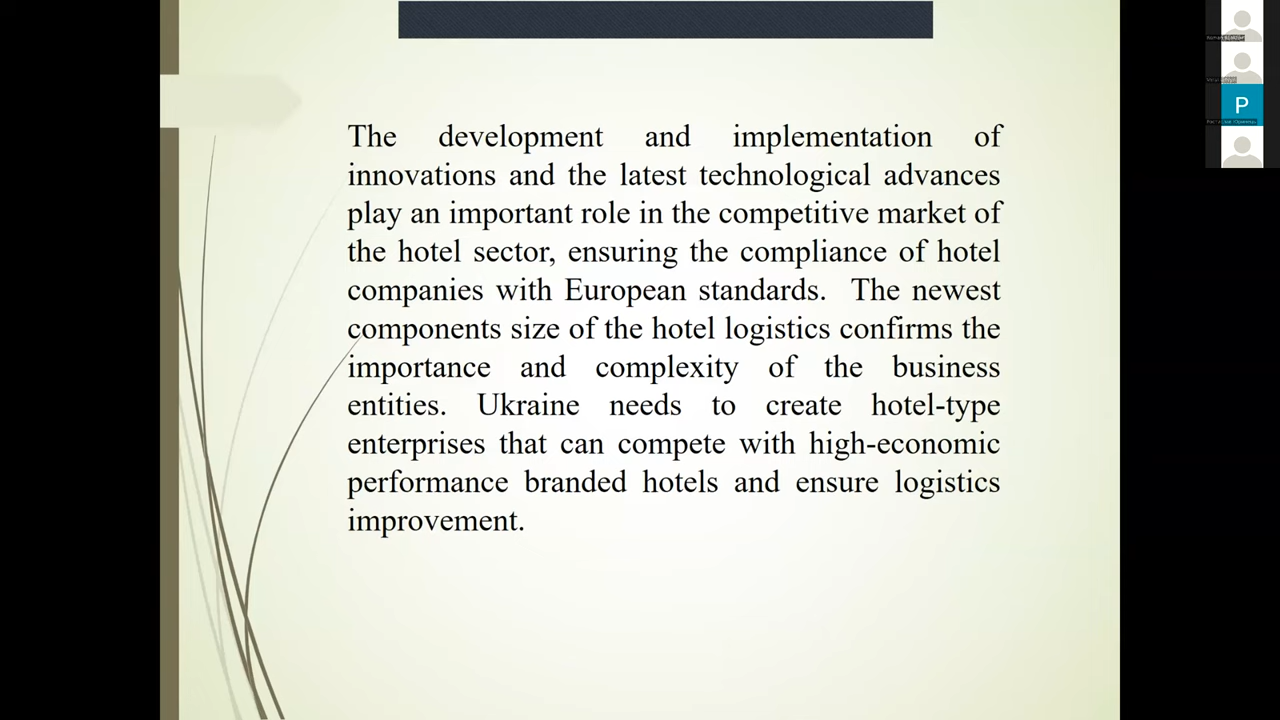 The development and implementation of
innovations and the latest technological advances
play an important role in the competitive market of
the hotel sector, ensuring the compliance of hotel
companies with European standards. The newest
components size of the hotel logistics confirms the
importance and complexity of the business
entities. Ukraine needs to create hotel-type
enterprises that can compete with high-economic
performance branded hotels and ensure logistics
improvement.
P